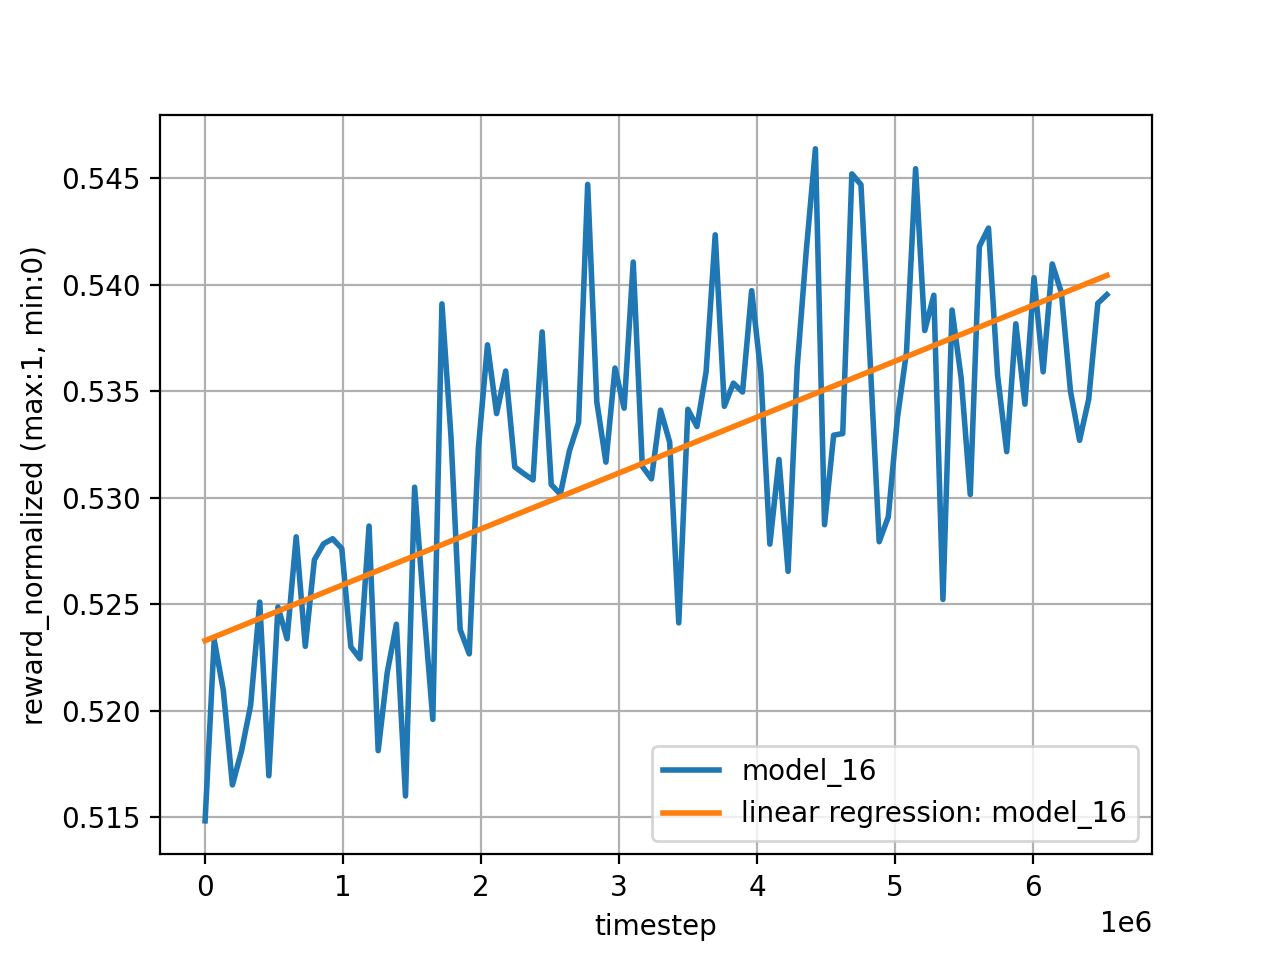 reward_normalized (max:1, min:0)
0.545
0.540
0.535
0.530
0.525
0.520
0.515
model_16
linear regression: model_16
0 1 2 3 4 5 6
timestep
1e6